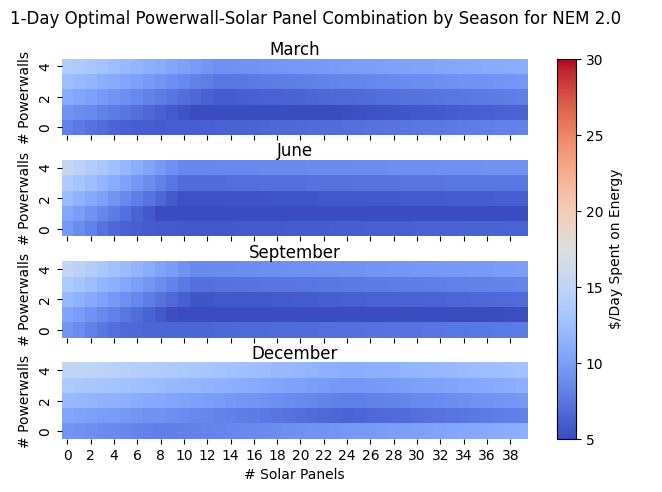 1-Day Optimal Powerwall-Solar Panel Combination by Season for NEM 2.0
March
# Powerwalls
4
2
0
June
# Powerwalls
4
2
0
September
# Powerwalls
4
2
0
December
# Powerwalls
4
2
0
0 2 4 6 8 10 12 14 16 18 20 22 24 26 28 30 32 34 36 38
# Solar Panels
30
25
20
15
10
5
$/Day Spent on Energy